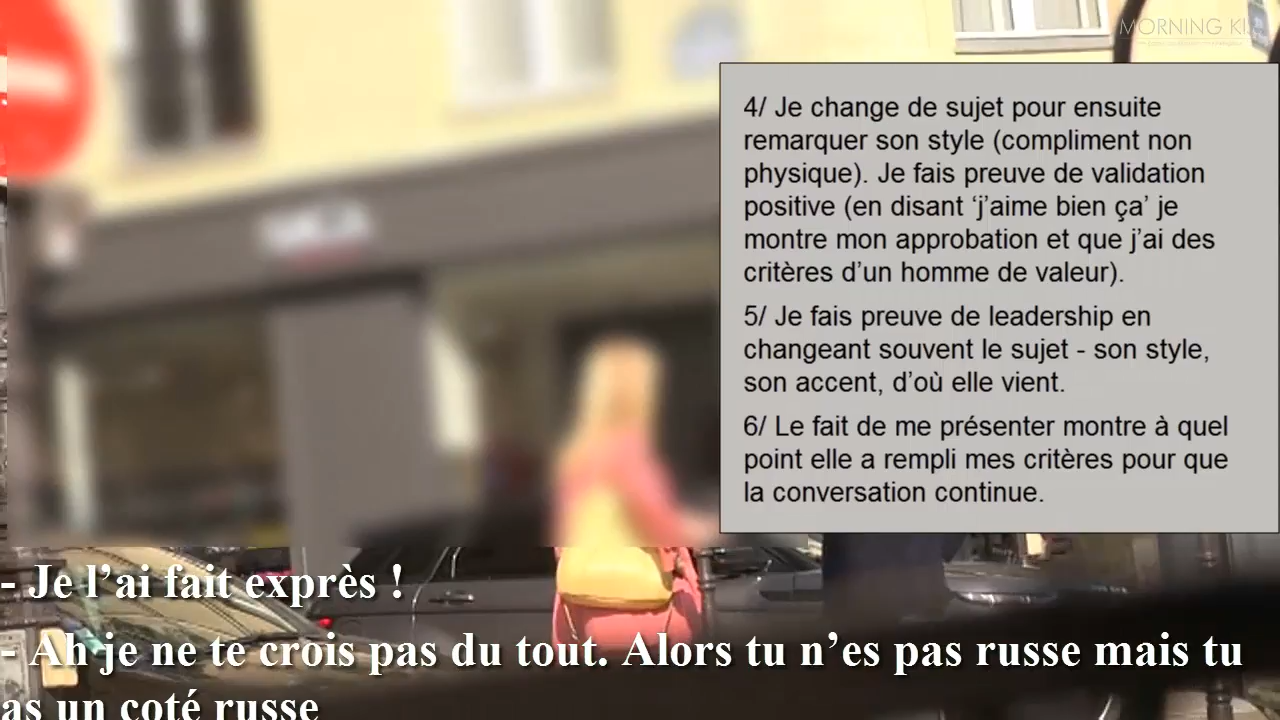 MORNING KI
4/ Je change de sujet pour ensuite
remarquer son style (compliment non
physique). Je fais preuve de validation
positive (en disant ‘j’aime bien ça’ je
montre mon approbation et que j’ai des
critères d’un homme de valeur).
5/ Je fais preuve de leadership en
changeant souvent le sujet - son style,
son accent, d’où elle vient.
6/ Le fait de me présenter montre à quel
point elle a rempli mes critères pour que
la conversation continue.
- Je l’ai fait exprès !
- Ah je ne te crois pas du tout. Alors tu n’es pas russe mais tu
as un coté russe